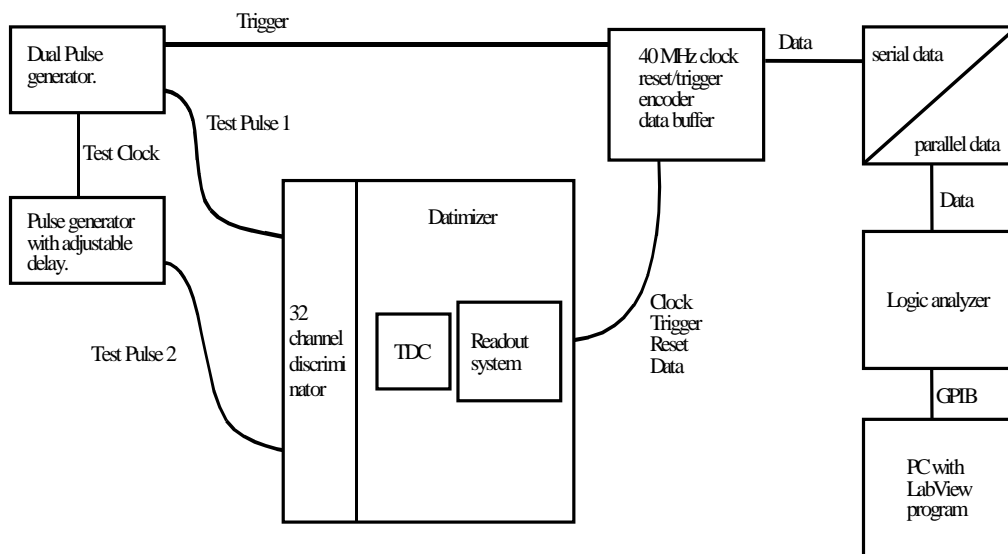 Trigger
Dual Pulse
generator.
40 MHz clock
reset/trigger
encoder
data buffer
Data
serial data
parallel data
Test Pulse 1
Test Clock
Data
Pulse generator
with adjustable
delay.
Datimizer
Logic analyzer
32
channel
discrimi
nator
TDC
Readout
system
Clock
Trigger
Reset
Data
Test Pulse 2
GPIB
PC with
LabView
program